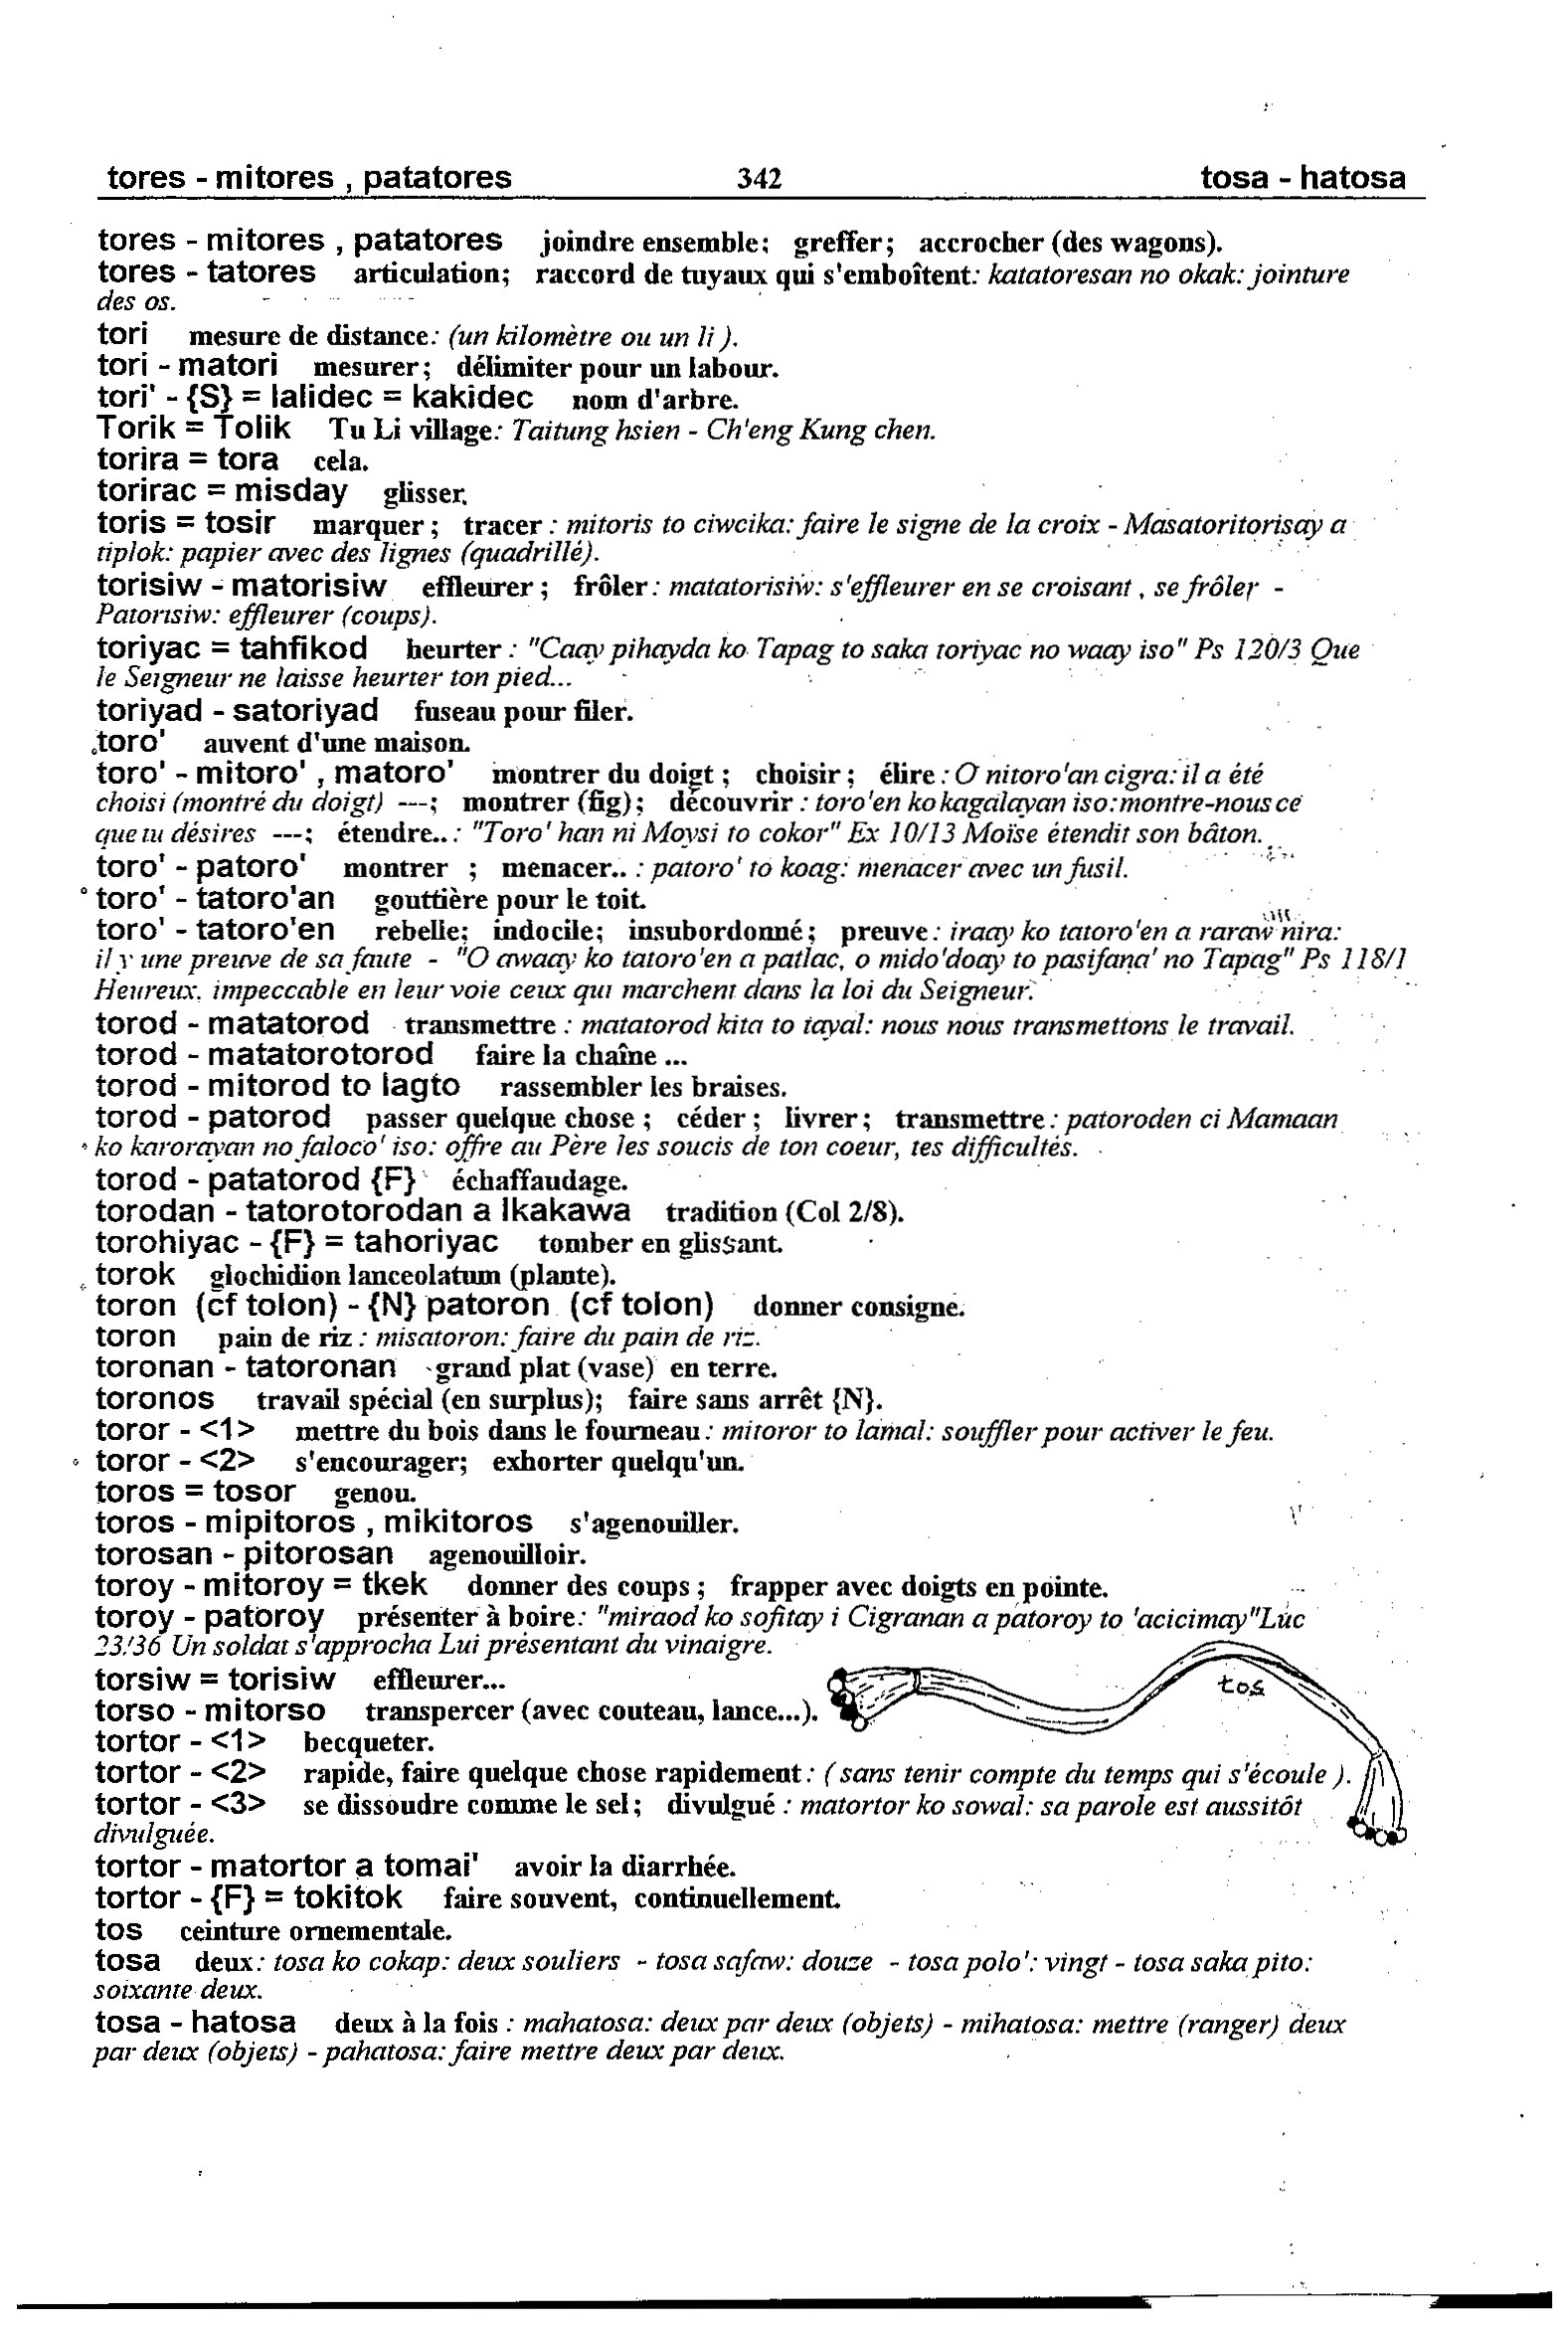 tores - mitores , patatores 342 tosa - hatosa
tores - mitores , patatores joindre ensemble; greffer; accrocher (des wagons).
tores - tatores articulation; raccord de tuyaux qui s'emboîtent: katatoresan no okak: jointure
des os.
tori mesure de distance: (un kilomètre ou un li ).
tori - matori mesurer; délimiter pour un labour.
tori' - {S} = lalidec = kakidec nom d'arbre.
Torik = Tolik Tu Li village: Taitung hsien - Ch'eng Kung chen.
torira = tora cela.
torirac = misday glisser.
toris = tosir marquer ; tracer : mitoris to ciwcika: faire le signe de la croix - Masatoritorisay a
tiplok: papier avec des lignes (quadrillé).
torisiw - matorisiw effleurer ; frôler : matatorisiw: s'effleurer en se croisant , se frôler -
Patorisiw: effleurer (coups).
toriyac = tahfikod heurter : "Caay pihayda ko Tapag to saka toriyac no waay iso" Ps 120/3 Que
le Seigneur ne laisse heurter ton pied...
toriyad - satoriyad fuseau pour filer.
toro' auvent d'une maison.
toro' - mitoro' , matoro' montrer du doigt ; choisir ; élire : O nitoro'an cigra: il a été
choisi (montré du doigt) ---; montrer (fig); découvrir : toro'en ko kagalayan iso: montre-nous ce
que tu désires ---; étendre.. : "Toro' han ni Moysi to cokor" Ex 10/13 Moïse étendit son bâton.
toro' - patoro' montrer ; menacer.. : patoro' to koag: menacer avec un fusil.
toro' - tatoro'an gouttière pour le toit.
toro' - tatoro'en rebelle; indocile; insubordonné ; preuve : iraay ko tatoro'en a raraw nira:
il y une preuve de sa faute - "O awaay ko tatoro'en a patlac, o mido'doay to pasifana' no Tapag" Ps 118/1
Heureux, impeccable en leur voie ceux qui marchent dans la loi du Seigneur.
torod - matatorod transmettre : matatorod kita to tayal: nous nous transmettons le travail.
torod - matatorotorod faire la chaîne ...
torod - mitorod to lagto rassembler les braises.
torod - patorod passer quelque chose ; céder ; livrer ; transmettre : patoroden ci Mamaan
ko karorayan no faloco' iso: offre au Père les soucis de ton coeur, tes difficultés.
torod - patatorod {F} échaffaudage.
torodan - tatorotorodan a lkakawa tradition (Col 2/8).
torohiyac - {F} = tahoriyac tomber en glissant.
torok glochidion lanceolatum (plante).
toron (cf tolon) - {N} patoron (cf tolon) donner consigne.
toron pain de riz : misatoron: faire du pain de riz.
toronan - tatoronan grand plat (vase) en terre.
toronos travail spécial (en surplus); faire sans arrêt {N}.
toror - <1> mettre du bois dans le fourneau : mitoror to lamal: souffler pour activer le feu.
toror - <2> s'encourager; exhorter quelqu'un.
toros = tosor genou.
toros - mipitoros , mikitoros s'agenouiller.
torosan - pitorosan agenouilloir.
toroy - mitoroy = tkek donner des coups ; frapper avec doigts en pointe.
toroy - patoroy présenter à boire : "miraod ko sofitay i Cigranan a patoroy to 'acicimay"Luc
23/36 Un soldat s'approcha Lui présentant du vinaigre.
torsiw = torisiw effleurer...
tos
torso - mitorso transpercer (avec couteau, lance...).
tortor - <1> becqueter.
tortor - <2> rapide, faire quelque chose rapidement : ( sans tenir compte du temps qui s'écoule ).
tortor - <3> se dissoudre comme le sel ; divulgué : matortor ko sowal: sa parole est aussitôt
divulguée.
tortor - matortor a tomai' avoir la diarrhée.
tortor - {F} = tokitok faire souvent, continuellement.
tos ceinture ornementale.
tosa deux : tosa ko cokap: deux souliers - tosa safaw: douze - tosa polo': vingt - tosa saka pito:
soixante deux.
tosa - hatosa deux à la fois : mahatosa: deux par deux (objets) - mihatosa: mettre (ranger) deux
par deux (objets) - pahatosa: faire mettre deux par deux.